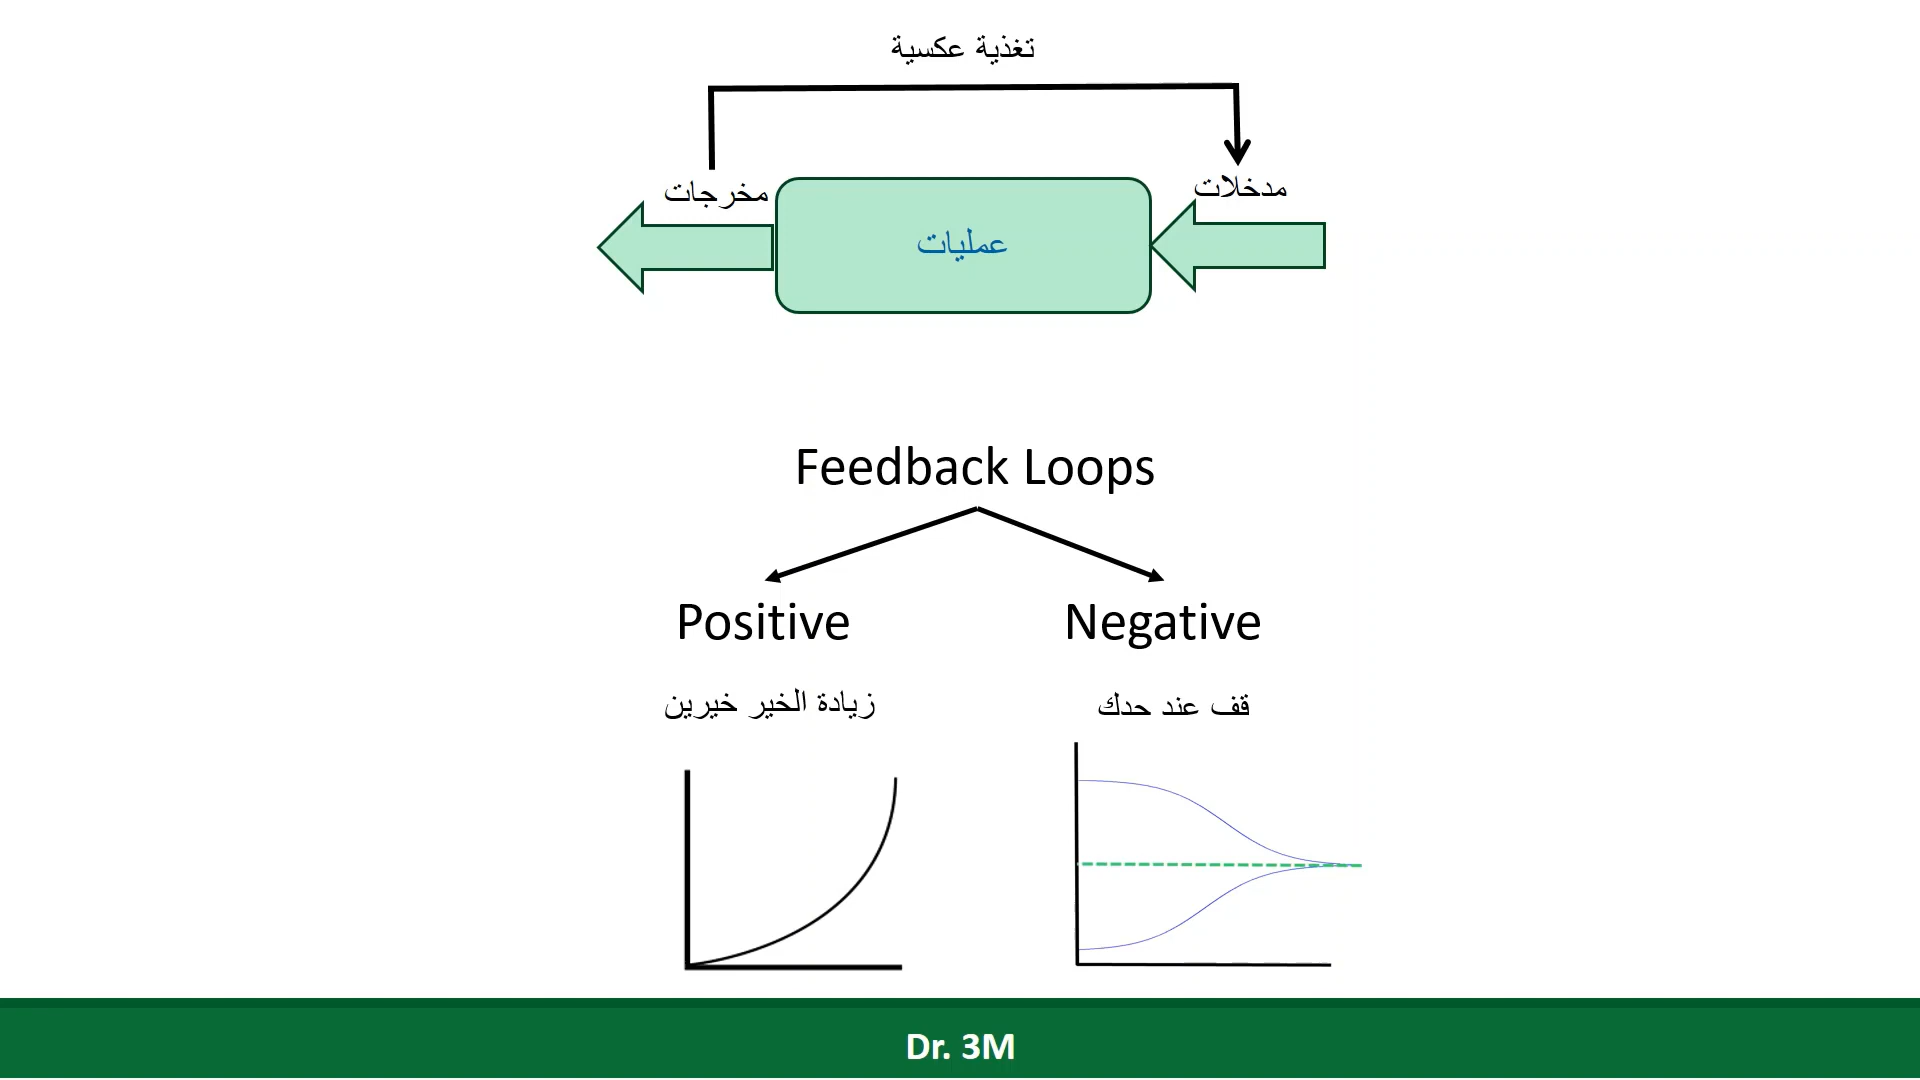 تغذية عكسية
مدخلات
مخرجات
عمليات
Feedback Loops
Positive
Negative
زيادة الخير خيرين
قف عند حدك
Dr. 3M